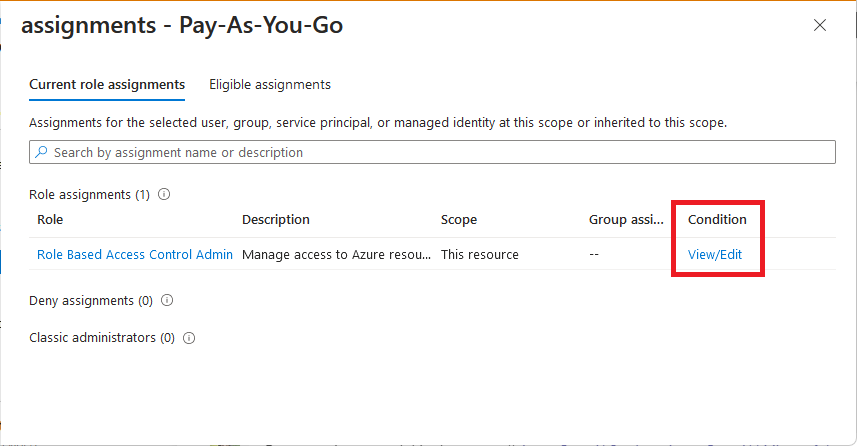 assignments - Pay-As-You-Go
Current role assignments Eligible assignments
Assignments for the selected user, group, service principal, or managed identity at this scope or inherited to this scope.
Search by assignment name or description
Role assignments (1)
Role Description Scope Group assi... Condition
Role Based Access Control Admin Manage access to Azure resou... This resource -- View/Edit
Deny assignments (0)
Classic administrators (0)